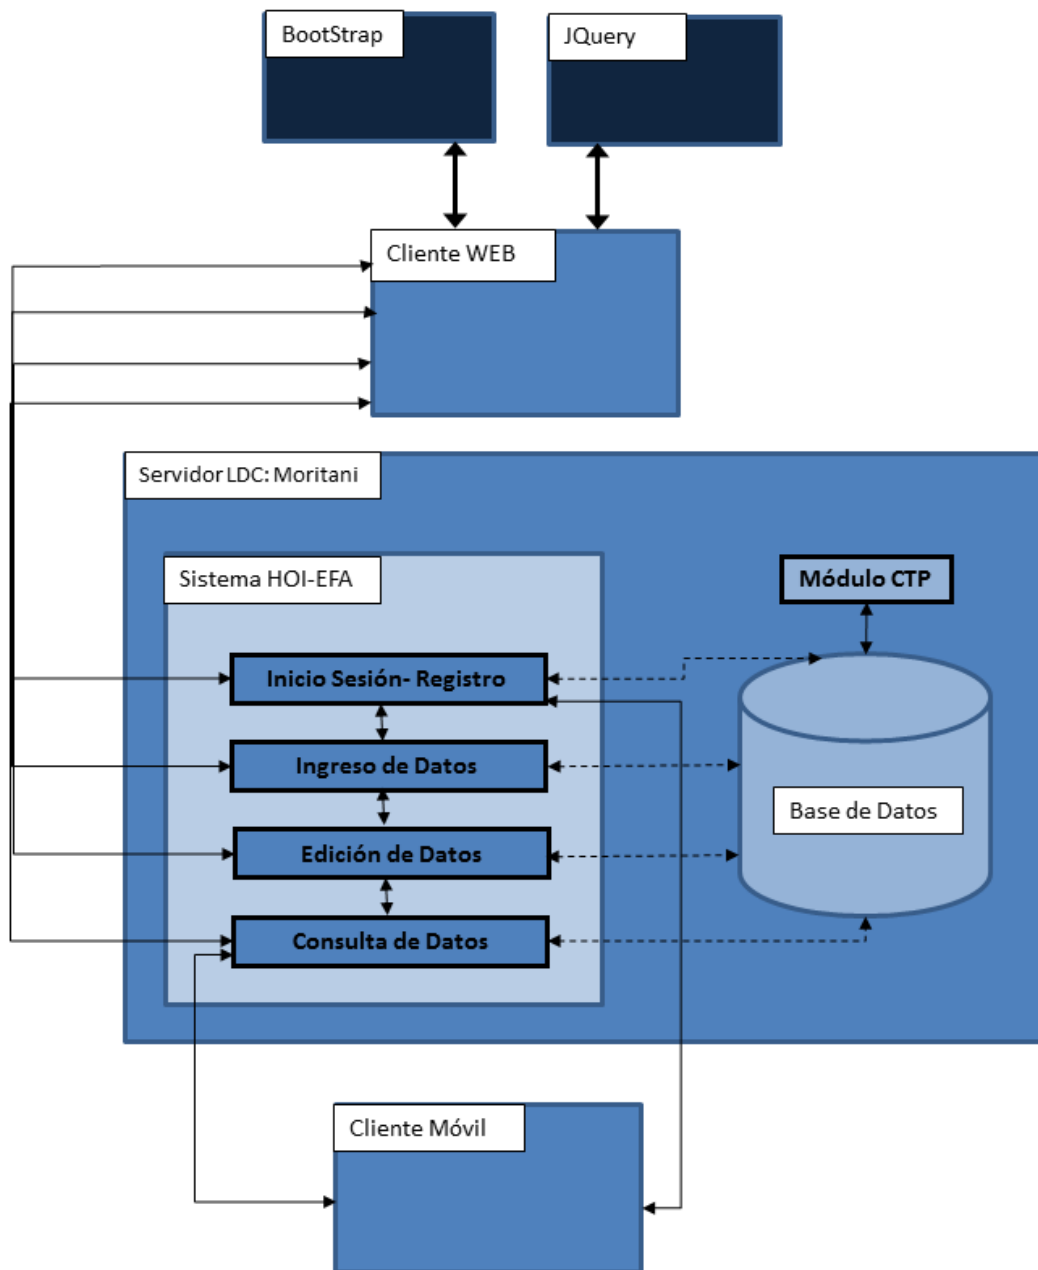 BootStrap
JQuery
Cliente WEB
Servidor LDC: Moritani
Sistema HOI-EFA
Módulo CTP
Inicio Sesión- Registro
Ingreso de Datos
Base de Datos
Edición de Datos
Consulta de Datos
Cliente Móvil